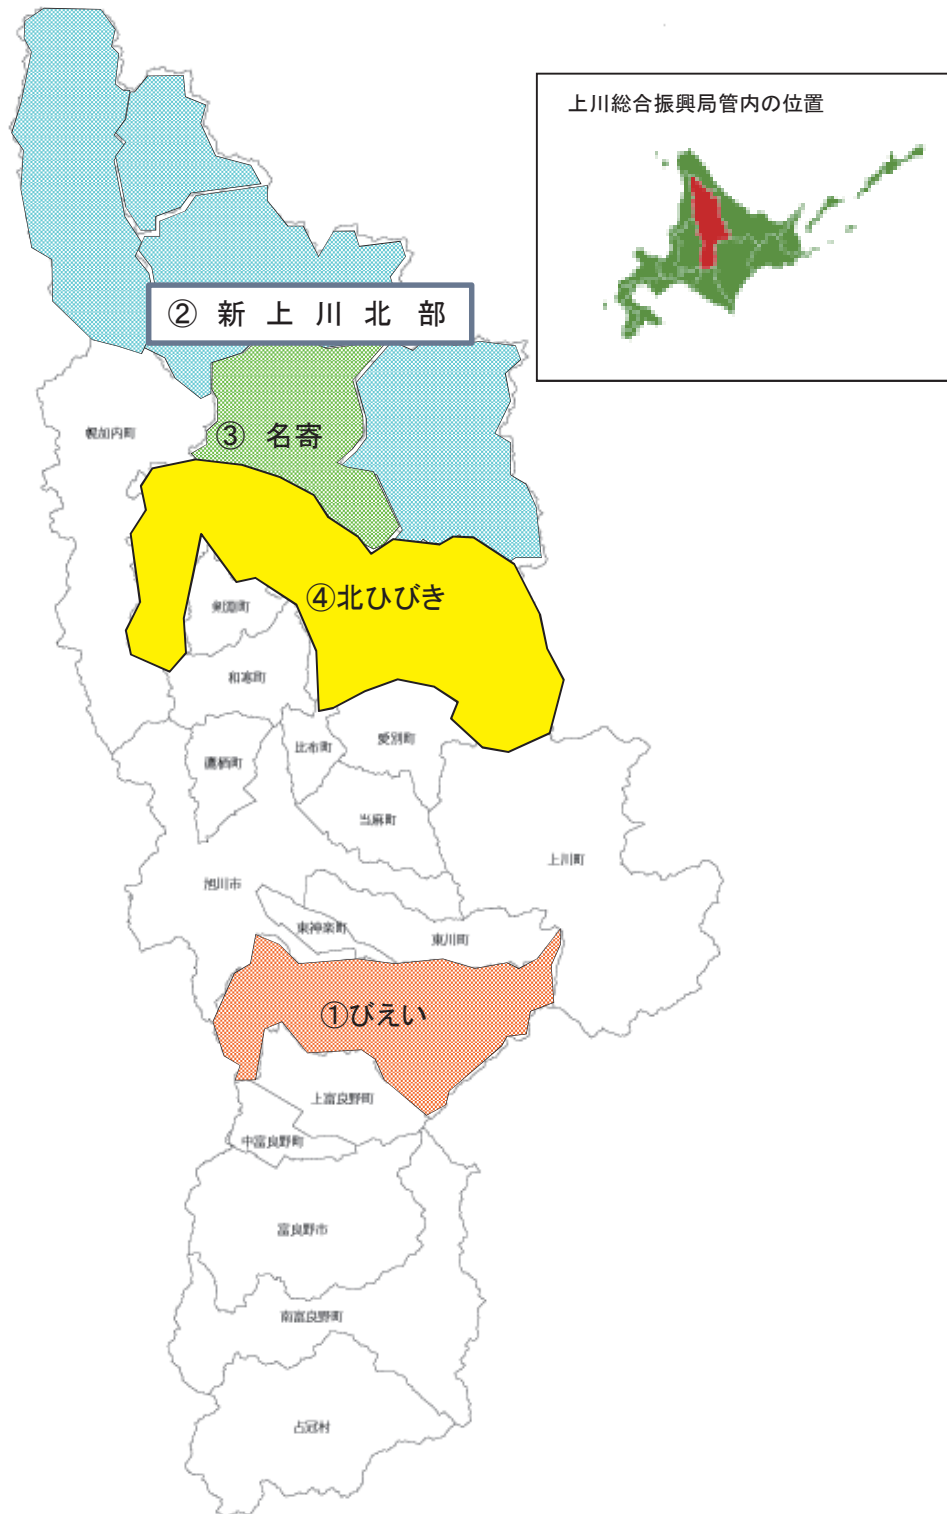 上川総合振興局管内の位置
② 新 上 川 北 部
幌加内町
③ 名寄
④北ひびき
剣淵町
和寒町
比布町
愛別町
鷹栖町
当麻町
上川町
旭川市
東神楽町
東川町
①びえい
上富良野町
中富良野町
富良野市
南富良野町
占冠村